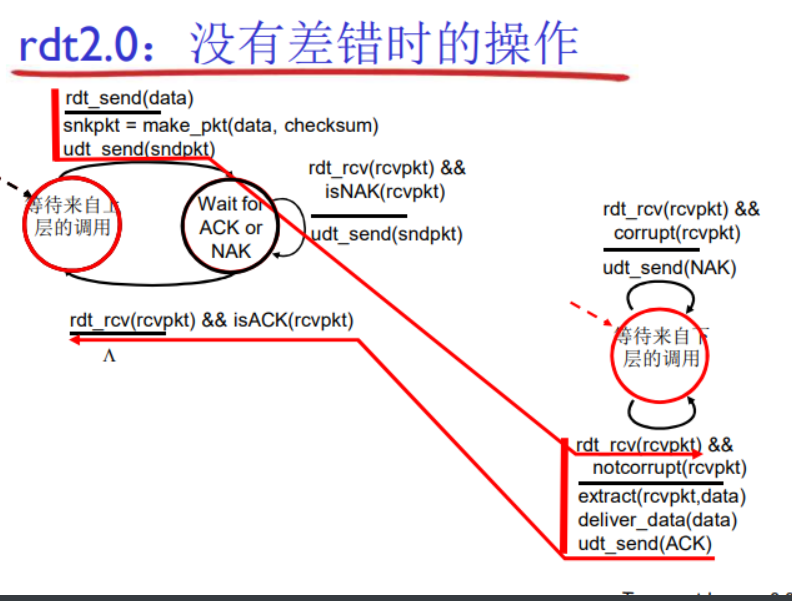 rdt2.0：没有差错时的操作
rdt_send(data)
snkpkt = make_pkt(data, checksum)
udt_send(sndpkt)
等待来自上
层的调用
Wait for
ACK or
NAK
rdt_rcv(rcvpkt) &&
isNAK(rcvpkt)
udt_send(sndpkt)
rdt_rcv(rcvpkt) && isACK(rcvpkt)
Λ
rdt_rcv(rcvpkt) &&
corrupt(rcvpkt)
udt_send(NAK)
等待来自下
层的调用
rdt_rcv(rcvpkt) &&
notcorrupt(rcvpkt)
extract(rcvpkt,data)
deliver_data(data)
udt_send(ACK)